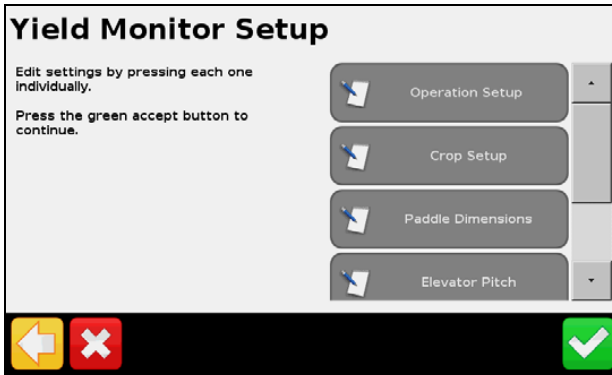 Yield Monitor Setup
Edit settings by pressing each one
individually.
Press the green accept button to
continue.
Operation Setup
Crop Setup
Paddle Dimensions
Elevator Pitch